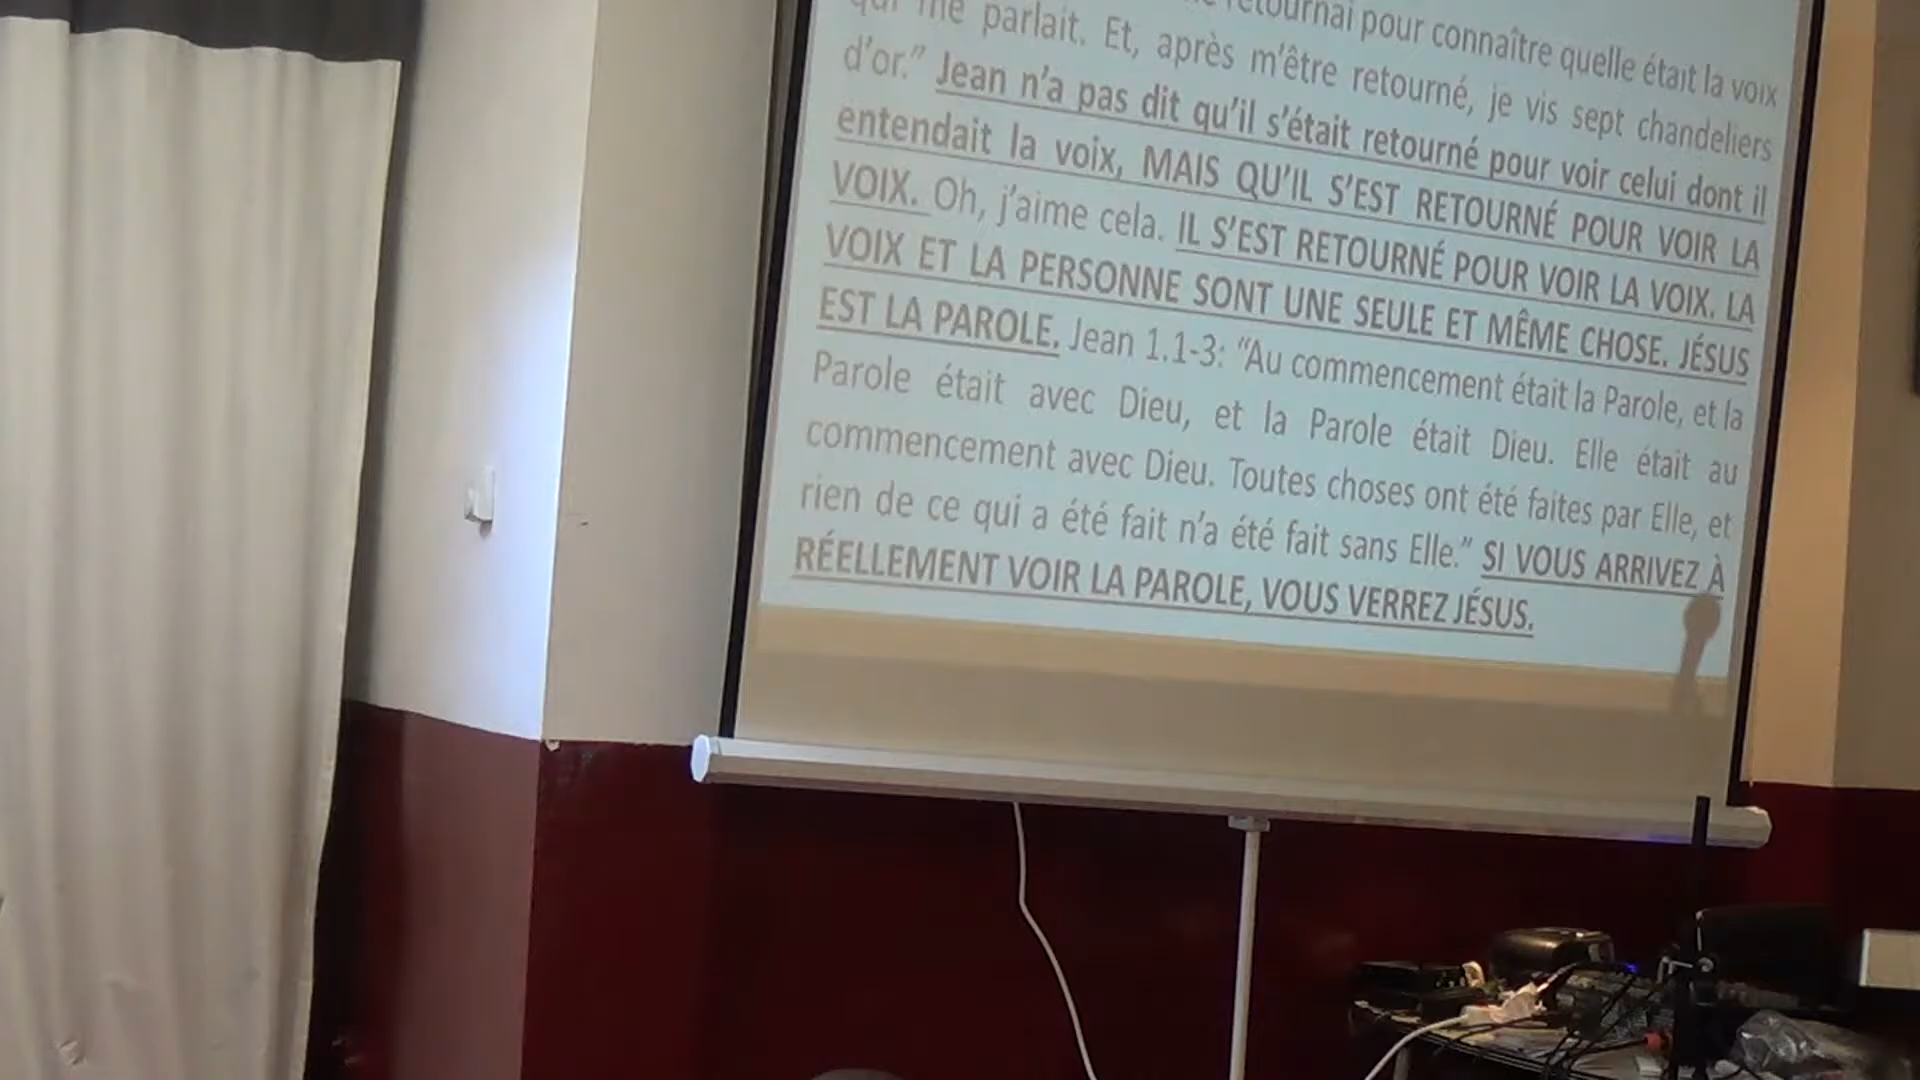 retournai pour connaître quelle était la voix
qui me parlait. Et, après m'être retourné, je vis sept chandeliers
d'or.” Jean n'a pas dit qu'il s'était retourné pour voir celui dont il
entendait la voix, MAIS QU'IL S'EST RETOURNÉ POUR VOIR LA
VOIX. Oh, j'aime cela. IL S'EST RETOURNÉ POUR VOIR LA VOIX. LA
VOIX ET LA PERSONNE SONT UNE SEULE ET MÊME CHOSE. JÉSUS
EST LA PAROLE. Jean 1.1-3: “Au commencement était la Parole, et la
Parole était avec Dieu, et la Parole était Dieu. Elle était au
commencement avec Dieu. Toutes choses ont été faites par Elle, et
rien de ce qui a été fait n'a été fait sans Elle.” SI VOUS ARRIVEZ À
RÉELLEMENT VOIR LA PAROLE, VOUS VERREZ JÉSUS.